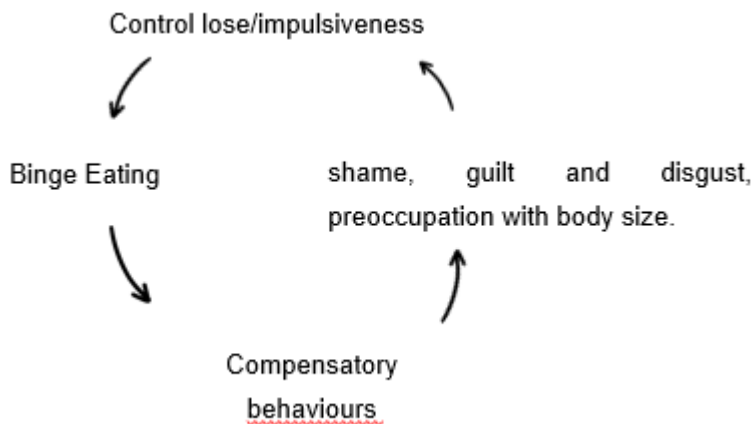 Control lose/impulsiveness
Binge Eating
shame, guilt and disgust,
preoccupation with body size.
Compensatory
behaviours